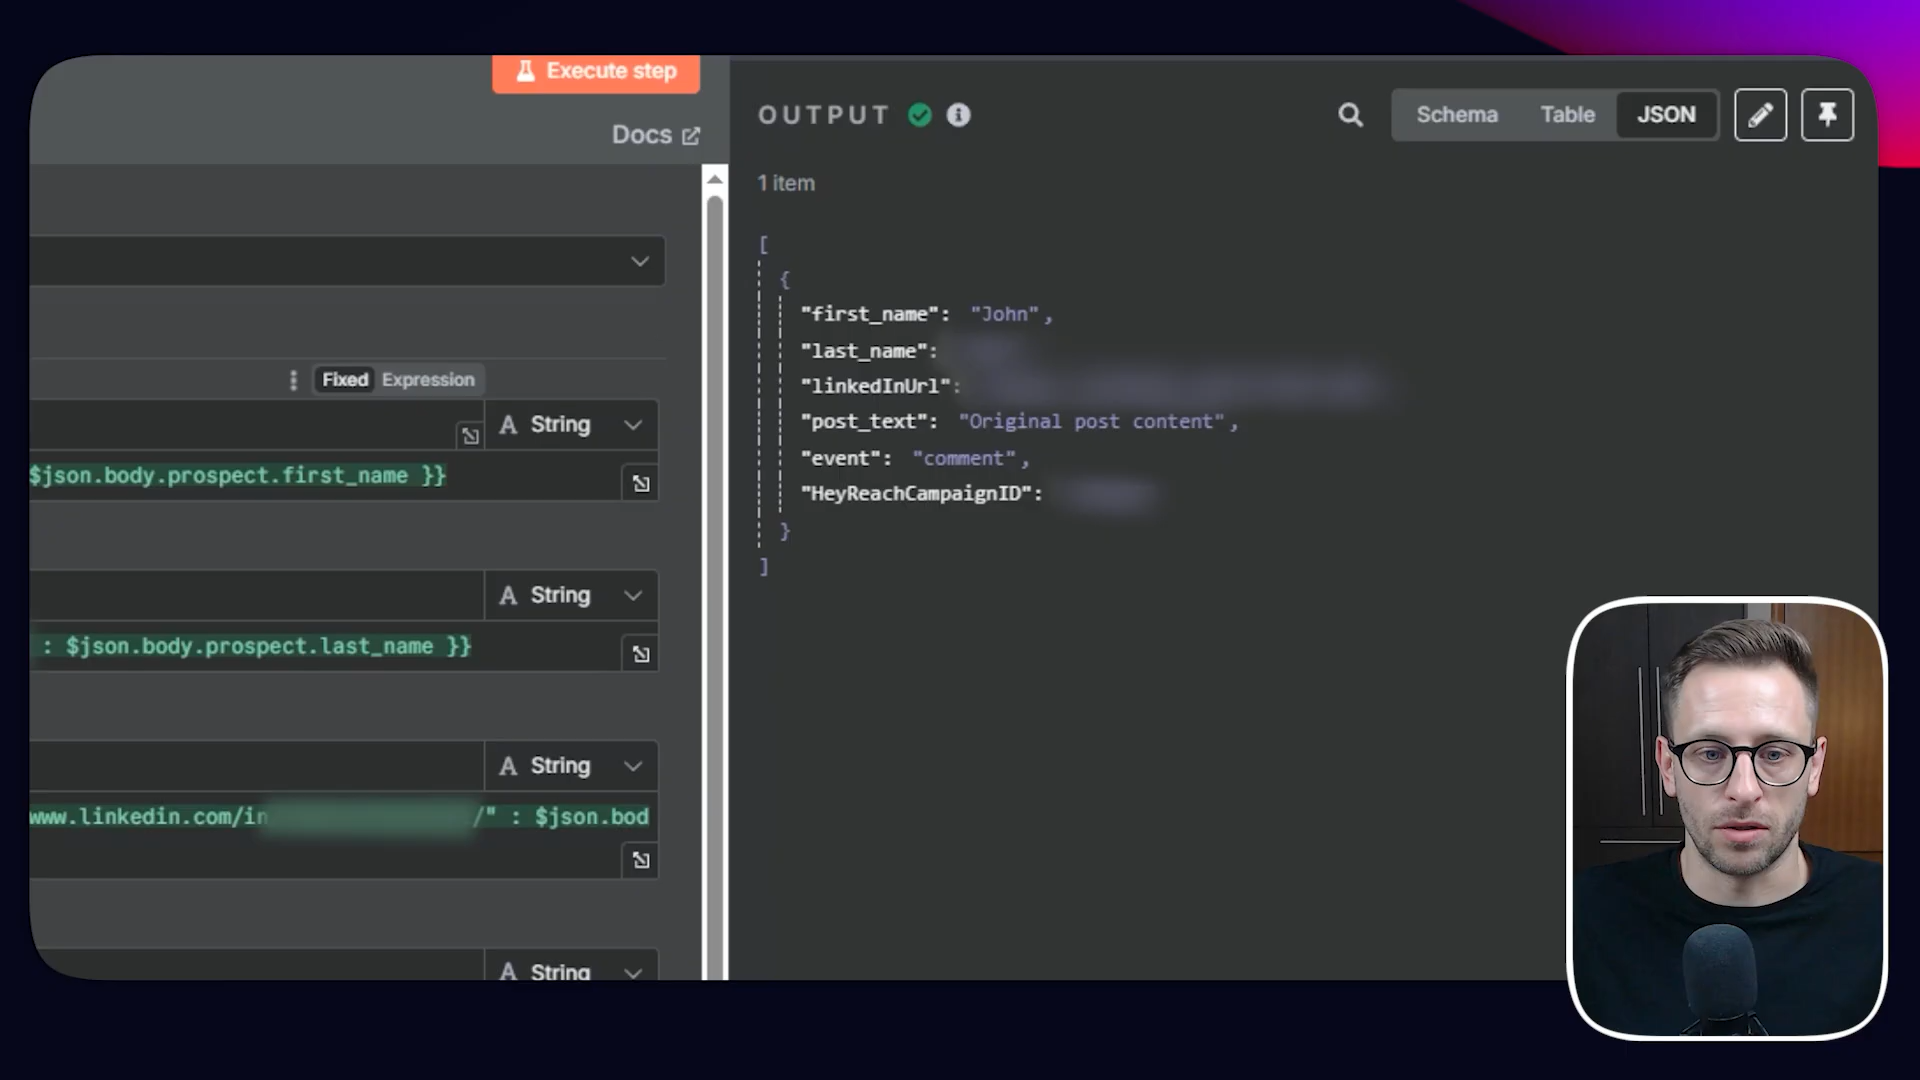 Execute step
Docs
Fixed Expression
A String
$json.body.prospect.first_name }}
A String
: $json.body.prospect.last_name }}
A String
www.linkedin.com/in /" : $json.bod
A String
OUTPUT
Schema Table JSON
1 item
[
{
"first_name": "John",
"last_name":
"linkedInUrl":
"post_text": "Original post content",
"event": "comment",
"HeyReachCampaignID":
}
]